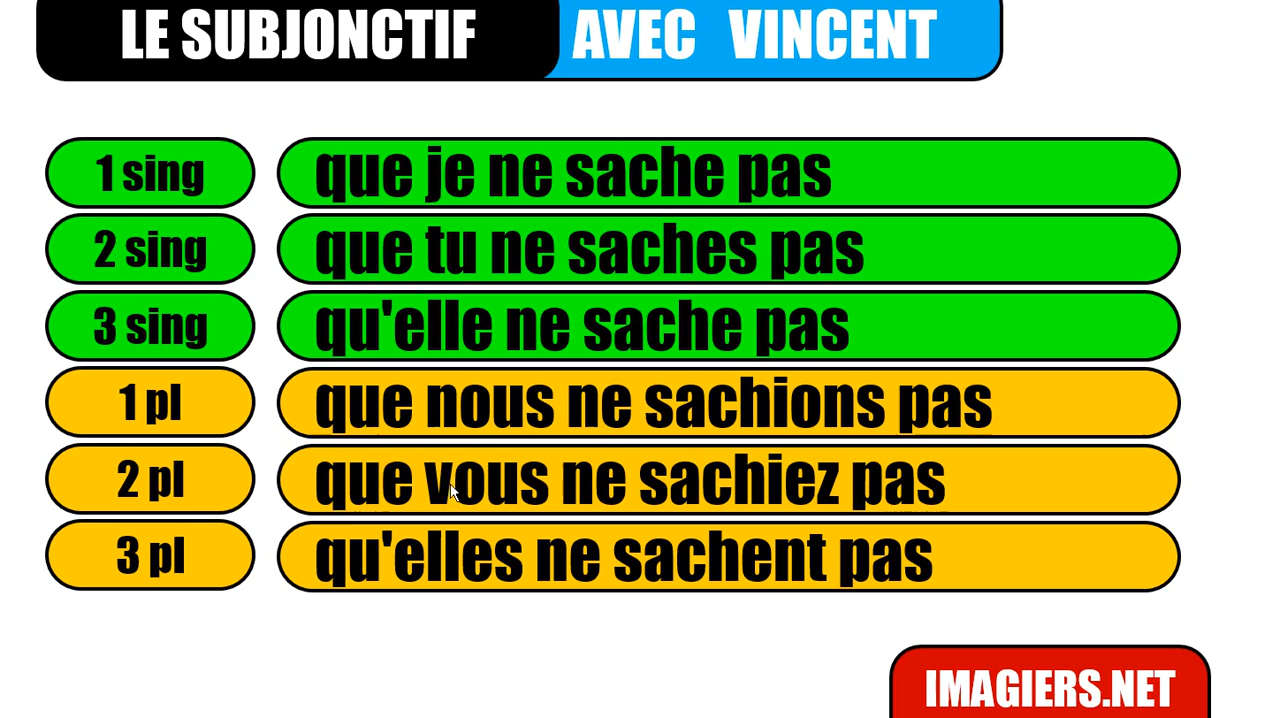 LE SUBJONCTIF AVEC VINCENT
1 sing que je ne sache pas
2 sing que tu ne saches pas
3 sing qu'elle ne sache pas
1 pl que nous ne sachions pas
2 pl que vous ne sachiez pas
3 pl qu'elles ne sachent pas
IMAGIERS.NET